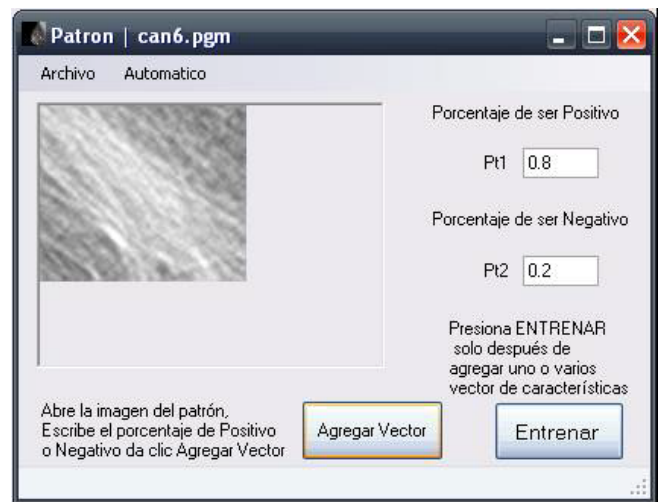 Patron | can6.pgm
Archivo Automatico
Porcentaje de ser Positivo
Pt1 0.8
Porcentaje de ser Negativo
Pt2 0.2
Presiona ENTRENAR
solo después de
agregar uno o varios
vector de características
Abre la imagen del patrón,
Escribe el porcentaje de Positivo
o Negativo da clic Agregar Vector
Agregar Vector
Entrenar